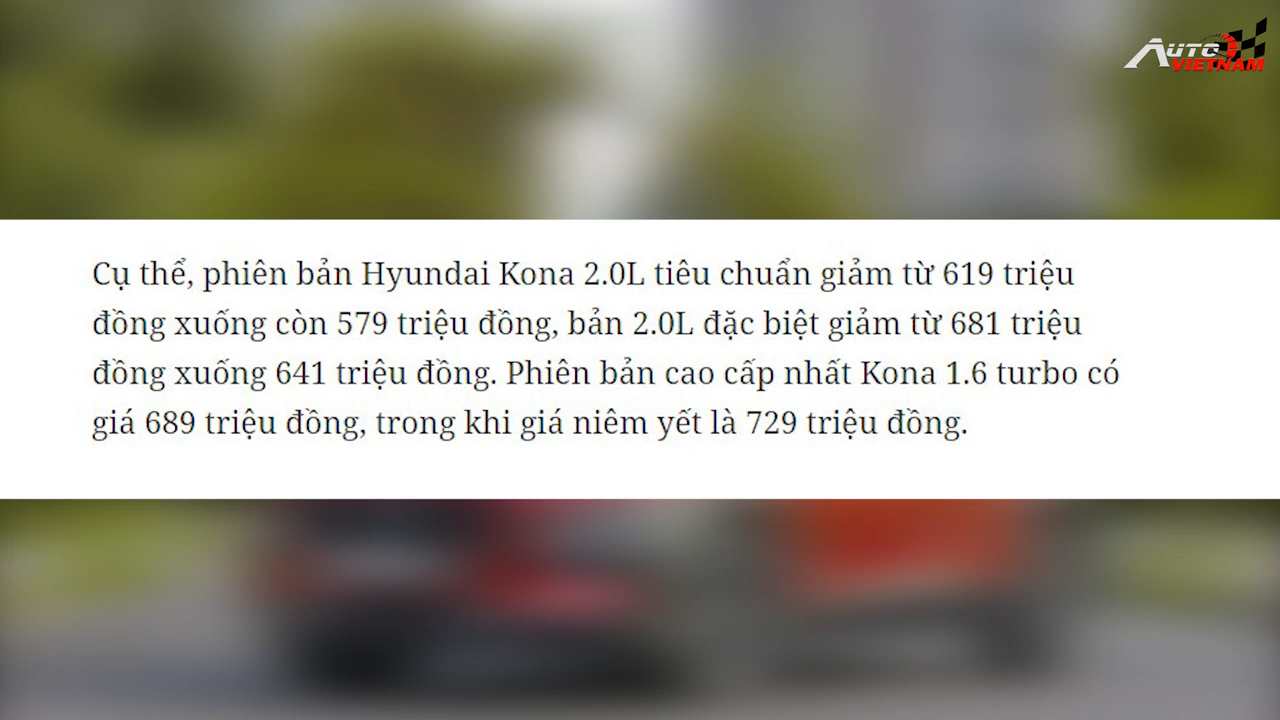 AUTO
VIETNAM
Cụ thể, phiên bản Hyundai Kona 2.0L tiêu chuẩn giảm từ 619 triệu
đồng xuống còn 579 triệu đồng, bản 2.0L đặc biệt giảm từ 681 triệu
đồng xuống 641 triệu đồng. Phiên bản cao cấp nhất Kona 1.6 turbo có
giá 689 triệu đồng, trong khi giá niêm yết là 729 triệu đồng.